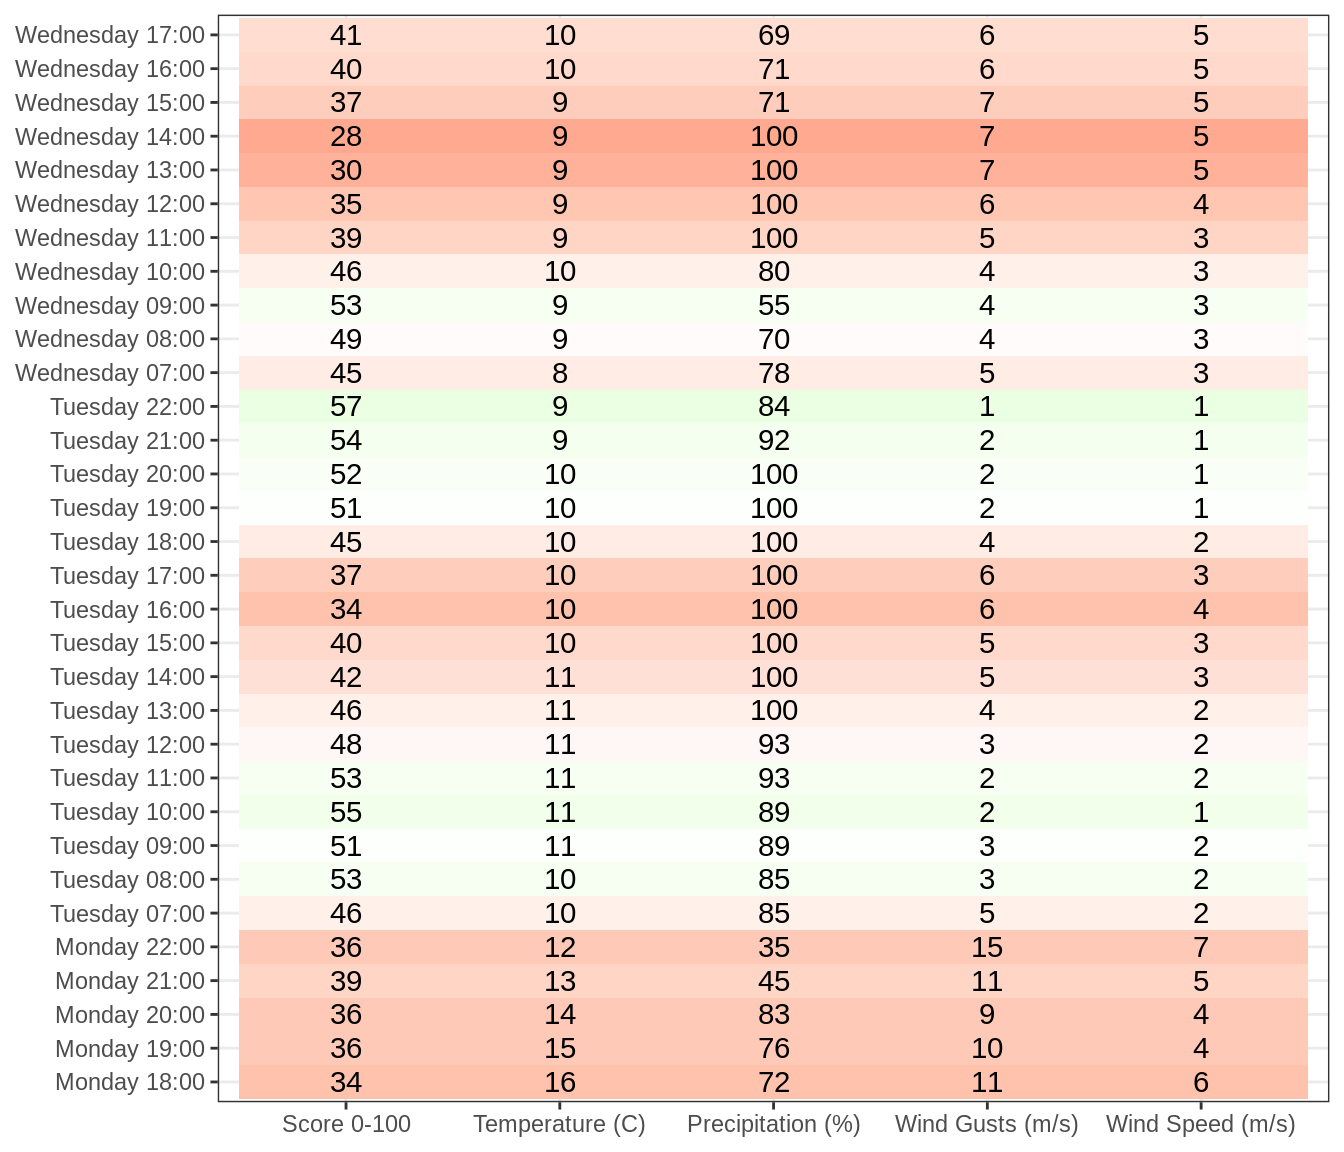 Wednesday 17:00 41 10 69 6 5
Wednesday 16:00 40 10 71 6 5
Wednesday 15:00 37 9 71 7 5
Wednesday 14:00 28 9 100 7 5
Wednesday 13:00 30 9 100 7 5
Wednesday 12:00 35 9 100 6 4
Wednesday 11:00 39 9 100 5 3
Wednesday 10:00 46 10 80 4 3
Wednesday 09:00 53 9 55 4 3
Wednesday 08:00 49 9 70 4 3
Wednesday 07:00 45 8 78 5 3
Tuesday 22:00 57 9 84 1 1
Tuesday 21:00 54 9 92 2 1
Tuesday 20:00 52 10 100 2 1
Tuesday 19:00 51 10 100 2 1
Tuesday 18:00 45 10 100 4 2
Tuesday 17:00 37 10 100 6 3
Tuesday 16:00 34 10 100 6 4
Tuesday 15:00 40 10 100 5 3
Tuesday 14:00 42 11 100 5 3
Tuesday 13:00 46 11 100 4 2
Tuesday 12:00 48 11 93 3 2
Tuesday 11:00 53 11 93 2 2
Tuesday 10:00 55 11 89 2 1
Tuesday 09:00 51 11 89 3 2
Tuesday 08:00 53 10 85 3 2
Tuesday 07:00 46 10 85 5 2
Monday 22:00 36 12 35 15 7
Monday 21:00 39 13 45 11 5
Monday 20:00 36 14 83 9 4
Monday 19:00 36 15 76 10 4
Monday 18:00 34 16 72 11 6
Score 0-100 Temperature (C) Precipitation (%) Wind Gusts (m/s) Wind Speed (m/s)